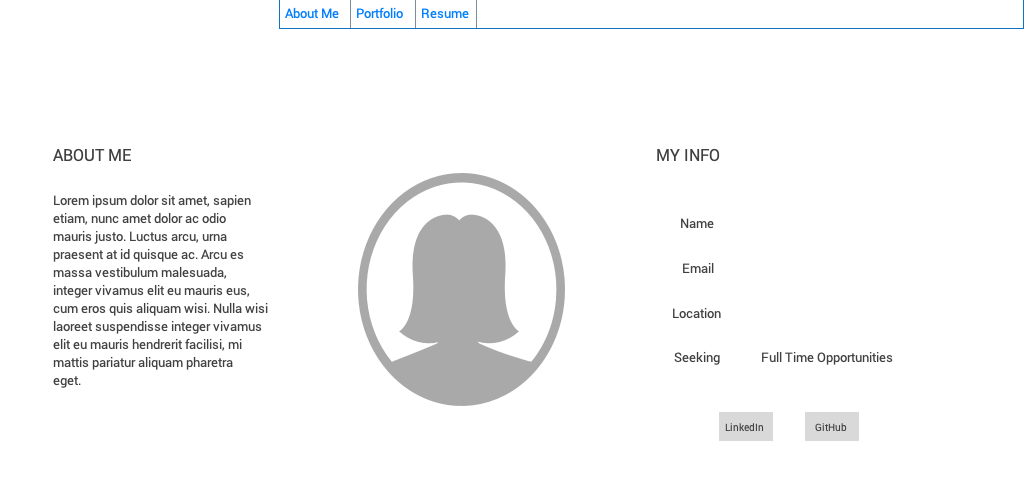 About Me Portfolio Resume
ABOUT ME
Lorem ipsum dolor sit amet, sapien
etiam, nunc amet dolor ac odio
mauris justo. Luctus arcu, urna
praesent at id quisque ac. Arcu es
massa vestibulum malesuada,
integer vivamus elit eu mauris eus,
cum eros quis aliquam wisi. Nulla wisi
laoreet suspendisse integer vivamus
elit eu mauris hendrerit facilisi, mi
mattis pariatur aliquam pharetra
eget.
MY INFO
Name
Email
Location
Seeking Full Time Opportunities
LinkedIn GitHub